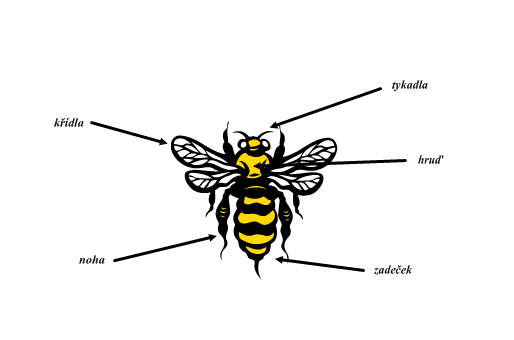 tykadla
křídla
hruď
noha
zadeček